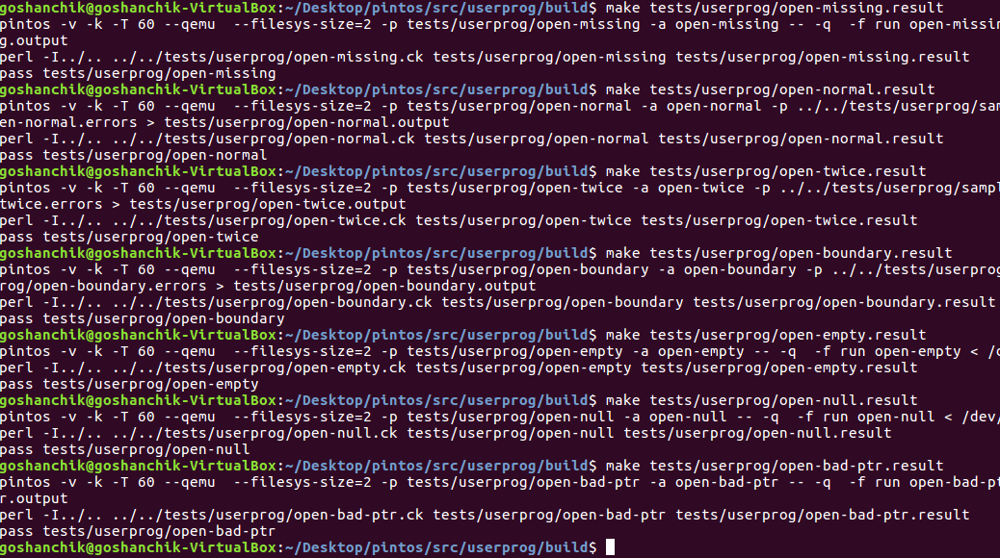 goshanchik@goshanchik-VirtualBox:~/Desktop/pintos/src/userprog/build$ make tests/userprog/open-missing.result
pintos -v -k -T 60 --qemu  --filesys-size=2 -p tests/userprog/open-missing -a open-missing -- -q  -f run open-missin
g.output
perl -I../.. ../../tests/userprog/open-missing.ck tests/userprog/open-missing tests/userprog/open-missing.result
pass tests/userprog/open-missing
goshanchik@goshanchik-VirtualBox:~/Desktop/pintos/src/userprog/build$ make tests/userprog/open-normal.result
pintos -v -k -T 60 --qemu  --filesys-size=2 -p tests/userprog/open-normal -a open-normal -p ../../tests/userprog/sam
en-normal.errors > tests/userprog/open-normal.output
perl -I../.. ../../tests/userprog/open-normal.ck tests/userprog/open-normal tests/userprog/open-normal.result
pass tests/userprog/open-normal
goshanchik@goshanchik-VirtualBox:~/Desktop/pintos/src/userprog/build$ make tests/userprog/open-twice.result
pintos -v -k -T 60 --qemu  --filesys-size=2 -p tests/userprog/open-twice -a open-twice -p ../../tests/userprog/sampl
twice.errors > tests/userprog/open-twice.output
perl -I../.. ../../tests/userprog/open-twice.ck tests/userprog/open-twice tests/userprog/open-twice.result
pass tests/userprog/open-twice
goshanchik@goshanchik-VirtualBox:~/Desktop/pintos/src/userprog/build$ make tests/userprog/open-boundary.result
pintos -v -k -T 60 --qemu  --filesys-size=2 -p tests/userprog/open-boundary -a open-boundary -p ../../tests/userprog
rog/open-boundary.errors > tests/userprog/open-boundary.output
perl -I../.. ../../tests/userprog/open-boundary.ck tests/userprog/open-boundary tests/userprog/open-boundary.result
pass tests/userprog/open-boundary
goshanchik@goshanchik-VirtualBox:~/Desktop/pintos/src/userprog/build$ make tests/userprog/open-empty.result
pintos -v -k -T 60 --qemu  --filesys-size=2 -p tests/userprog/open-empty -a open-empty -- -q  -f run open-empty < /d
perl -I../.. ../../tests/userprog/open-empty.ck tests/userprog/open-empty tests/userprog/open-empty.result
pass tests/userprog/open-empty
goshanchik@goshanchik-VirtualBox:~/Desktop/pintos/src/userprog/build$ make tests/userprog/open-null.result
pintos -v -k -T 60 --qemu  --filesys-size=2 -p tests/userprog/open-null -a open-null -- -q  -f run open-null < /dev/
perl -I../.. ../../tests/userprog/open-null.ck tests/userprog/open-null tests/userprog/open-null.result
pass tests/userprog/open-null
goshanchik@goshanchik-VirtualBox:~/Desktop/pintos/src/userprog/build$ make tests/userprog/open-bad-ptr.result
pintos -v -k -T 60 --qemu  --filesys-size=2 -p tests/userprog/open-bad-ptr -a open-bad-ptr -- -q  -f run open-bad-pt
r.output
perl -I../.. ../../tests/userprog/open-bad-ptr.ck tests/userprog/open-bad-ptr tests/userprog/open-bad-ptr.result
pass tests/userprog/open-bad-ptr
goshanchik@goshanchik-VirtualBox:~/Desktop/pintos/src/userprog/build$